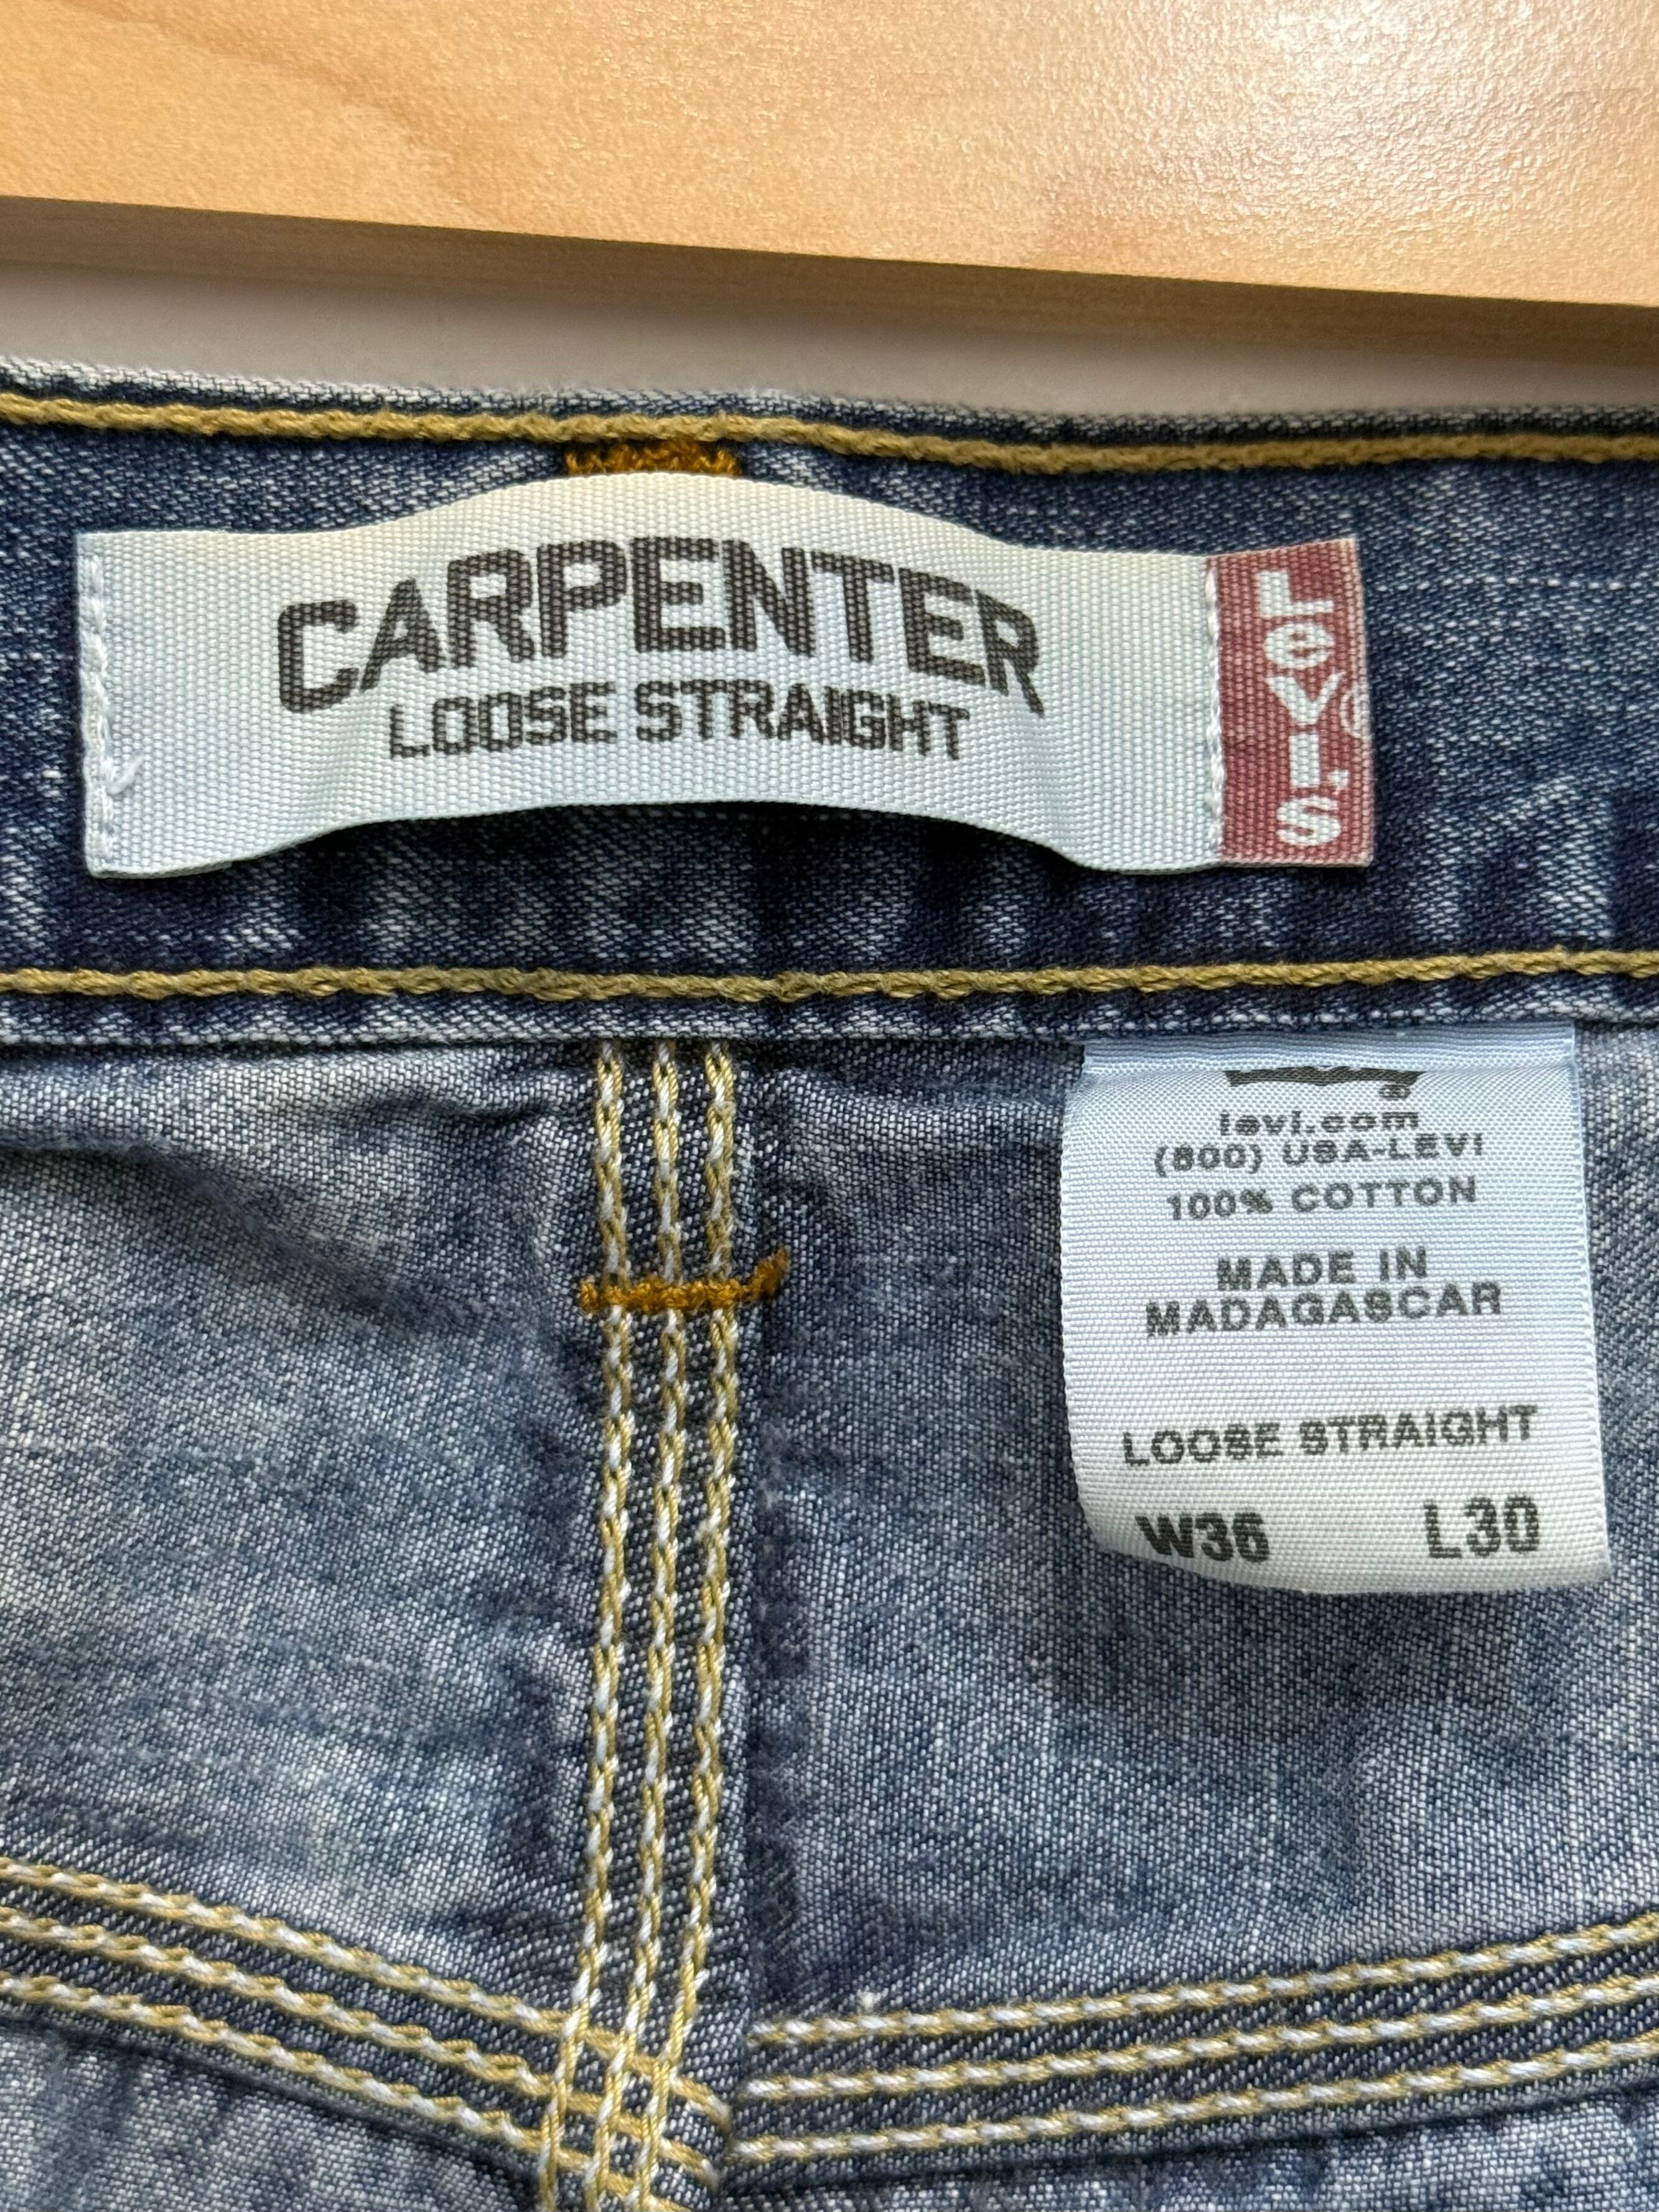 CARPENTER
LOOSE STRAIGHT
LEVI'S
levi.com
(800) USA-LEVI
100% COTTON
MADE IN
MADAGASCAR
LOOSE STRAIGHT
W36 L30